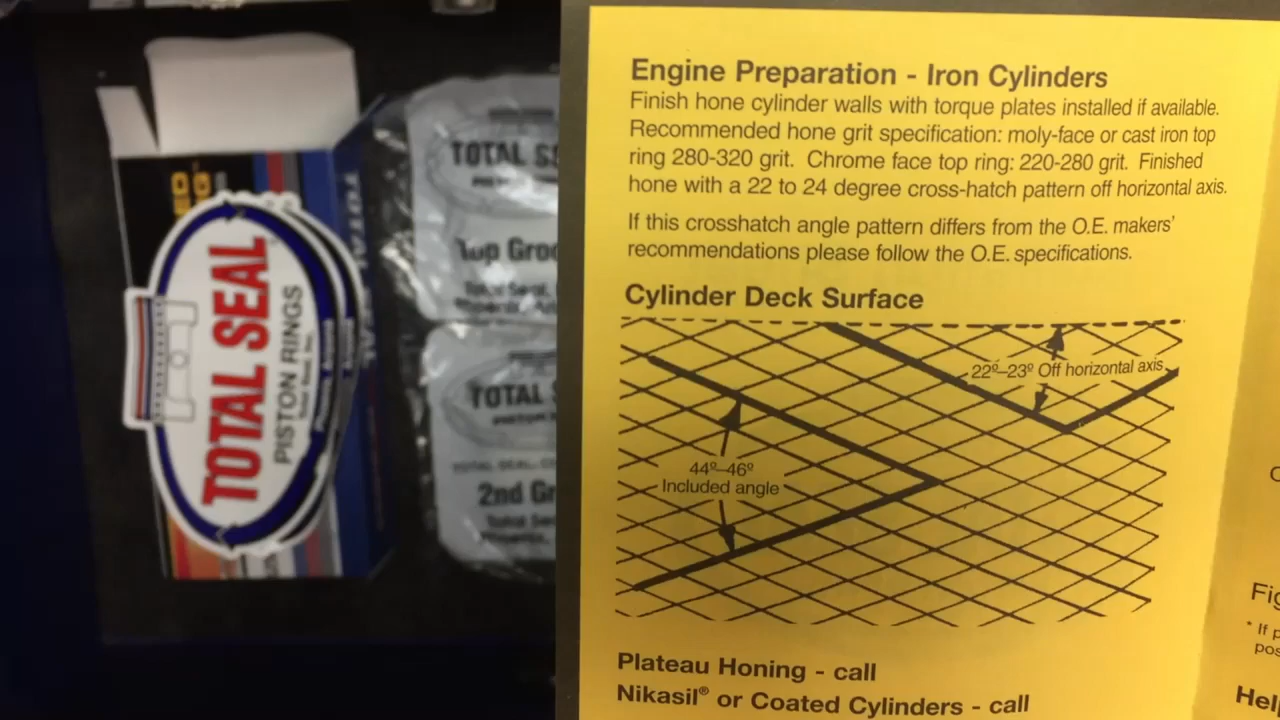 TOTAL SEAL
PISTON RINGS
TOTAL SEAL
TOTAL
Top
TOTAL
2nd
Engine Preparation - Iron Cylinders
Finish hone cylinder walls with torque plates installed if available.
Recommended hone grit specification: moly-face or cast iron top
ring 280-320 grit. Chrome face top ring: 220-280 grit. Finished
hone with a 22 to 24 degree cross-hatch pattern off horizontal axis.
If this crosshatch angle pattern differs from the O.E. makers'
recommendations please follow the O.E. specifications.
Cylinder Deck Surface
22º–23º Off horizontal axis
44º–46º
Included angle
Plateau Honing - call
Nikasil® or Coated Cylinders - call
* If